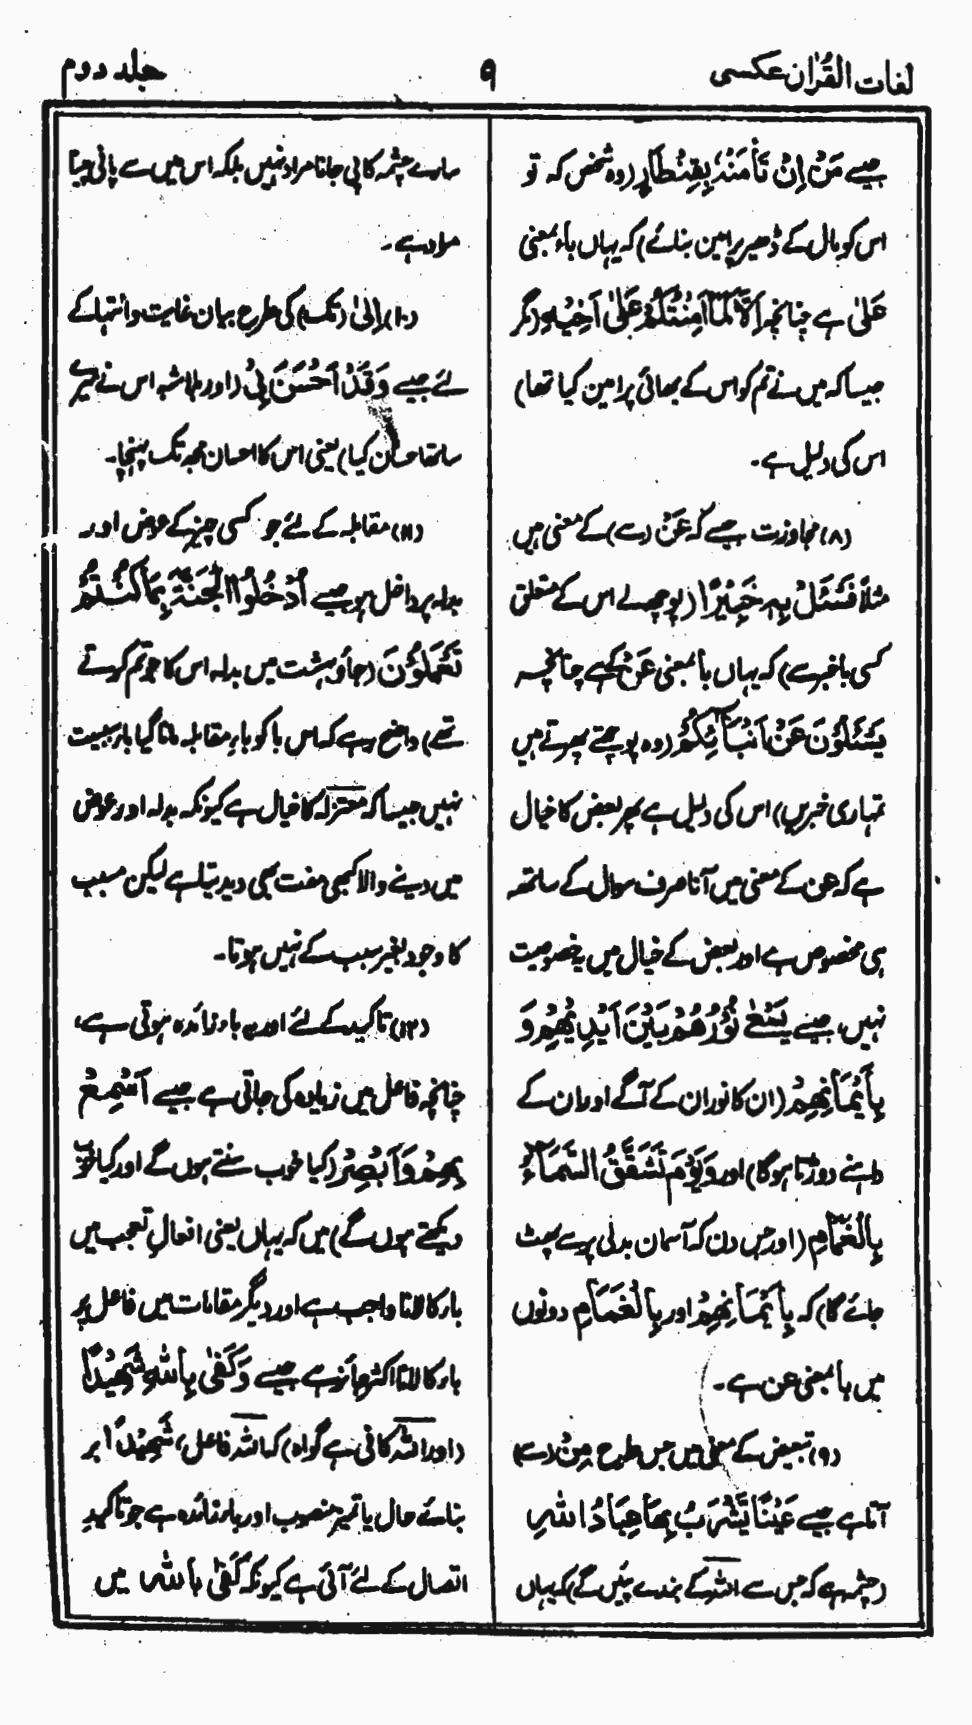 لغات القرآن عکسی
۹
جلد دوم
جیسے مَنْ اِنْ تَأْمَنْهُ بِقِنْطَارٍ (وہ شخص کہ تو
اس کو مال کے ڈھیر پر امین بنائے) کہ یہاں باء بمعنی
عَلیٰ ہے چنانچہ اِلَّا كَمَا اَمِنْتُكُمْ عَلیٰ اَخِیْهِ (مگر
جیسا کہ میں نے تم کو اس کے بھائی پر امین کیا تھا)
اس کی دلیل ہے۔
(۸) مجاوزت جیسے کہ عَنْ (سے) کے معنی ہیں
مثلاً فَسْـَٔلْ بِهٖ خَبِیْرًا (پوچھ لے اس کے متعلق
کسی باخبر سے) کہ یہاں با بمعنی عَنْ کے ہے چنانچہ
یَسْـَٔلُوْنَ عَنْ اَنْۢبَآئِكُمْ (وہ پوچھتے پھرتے ہیں
تمہاری خبریں) اس کی دلیل ہے پھر بعض کا خیال
ہے کہ عن کے معنی میں آنا صرف سوال کے ساتھ
ہی مخصوص ہے اور بعض کے خیال میں یہ خصوصیت
نہیں، جیسے یَسْعٰی نُوْرُهُمْ بَیْنَ اَیْدِیْهِمْ وَ
بِاَیْمَانِهِمْ (ان کا نور ان کے آگے اور ان کے
داہنے دوڑتا ہوگا) اور وَیَوْمَ تَشَقَّقُ السَّمَآءُ
بِالْغَمَامِ (اور جس دن کہ آسمان بدلی پر سے پھٹ
جائے گا) کہ بِاَیْمَانِهِمْ اور بِالْغَمَامِ دونوں
میں با بمعنی عن ہے۔
(۹) تبعیض کے معنی میں جس طرح مِنْ (سے)
آتا ہے جیسے عَیْنًا یَّشْرَبُ بِهَا عِبَادُ اللّٰهِ
(چشمہ ہے کہ جس سے اللہ کے بندے پئیں گے) کہ یہاں
سارے چشمہ کا پی جانا مراد نہیں بلکہ اس میں سے پانی پینا
مراد ہے۔
(۱۰) اِلیٰ (تک) کی طرح بیان غایت و انتہا کے
لئے جیسے وَقَدْ اَحْسَنَ بِیْ (اور بلاشبہ اس نے میرے
ساتھ احسان کیا) یعنی اس کا احسان مجھ تک پہنچا۔
(۱۱) مقابلہ کے لئے جو کسی چیز کے عوض اور
بدلہ پر داخل ہو جیسے اُدْخُلُوا الْجَنَّةَ بِمَا كُنْتُمْ
تَعْمَلُوْنَ (جاؤ بہشت میں بدلہ اس کا جو تم کرتے
تھے) واضح رہے کہ اس با کو باء مقابلہ مانا گیا باء سببیت
نہیں جیسا کہ معتزلہ کا خیال ہے کیونکہ بدلہ اور عوض
میں دینے والا کبھی مفت بھی دیدیتا ہے لیکن مسبب
کا وجود بغیر سبب کے نہیں ہوتا۔
(۱۲) تاکید کے لئے اور یہ باء زائدہ ہوتی ہے،
چنانچہ فاعل میں زیادہ کی جاتی ہے جیسے اَسْمِعْ
بِهِمْ وَاَبْصِرْ (کیا خوب سنتے ہوں گے اور کیا خوب
دیکھتے ہوں گے) میں کہ یہاں یعنی افعالِ تعجب میں
باء کا لانا واجب ہے اور دیگر مقامات میں فاعل پر
باء کا لانا اکثر جائز ہے جیسے وَكَفٰی بِاللّٰهِ شَهِیْدًا
(اور اللہ کافی ہے گواہ) کہ اللہ فاعل، شَهِیْدًا بر
بنائے حال یا تمیز منصوب اور باء زائدہ ہے جو تاکیدِ
اتصال کے لئے آئی ہے کیونکہ كَفٰی بِاللّٰه میں